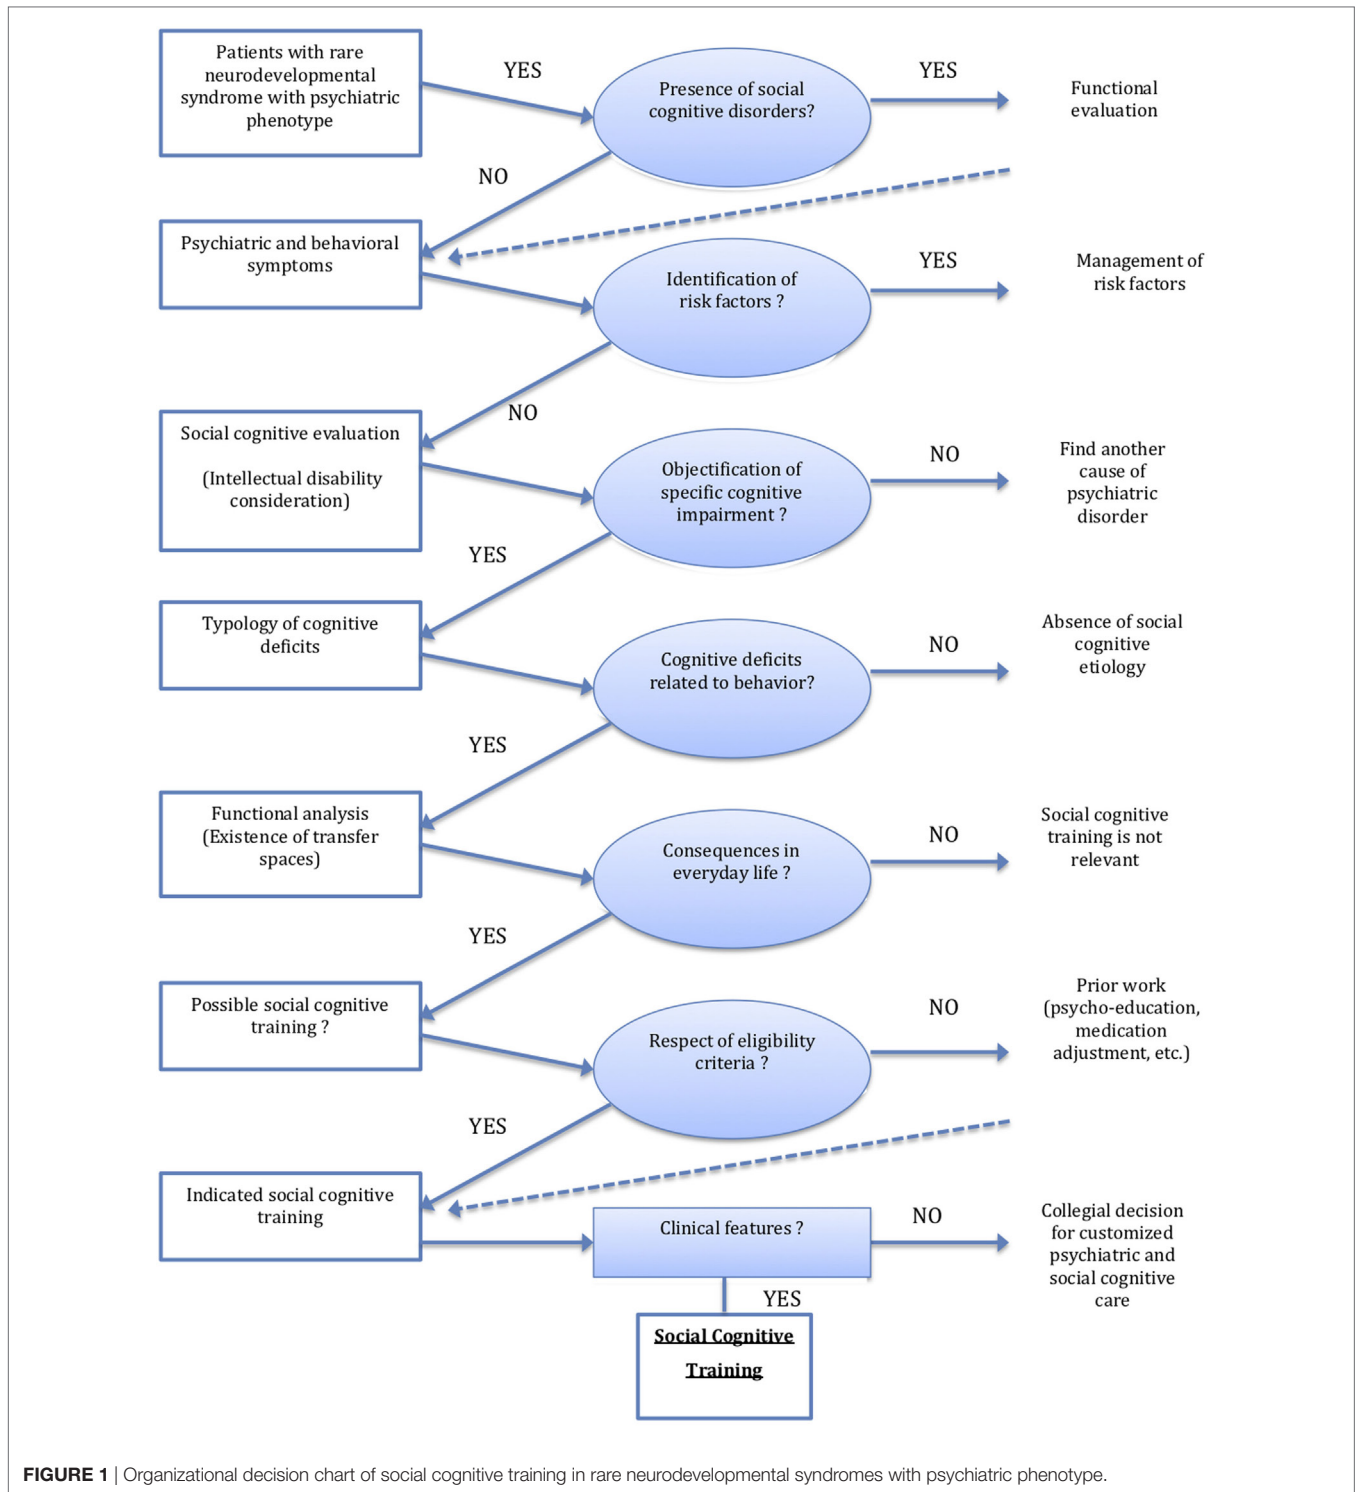 Patients with rare
neurodevelopmental
syndrome with psychiatric
phenotype
YES
Presence of social
cognitive disorders?
YES
Functional
evaluation
NO
Psychiatric and behavioral
symptoms
Identification of
risk factors ?
YES
Management of
risk factors
NO
Social cognitive evaluation
(Intellectual disability
consideration)
Objectification of
specific cognitive
impairment ?
NO
Find another
cause of
psychiatric
disorder
YES
Typology of cognitive
deficits
Cognitive deficits
related to behavior?
NO
Absence of social
cognitive
etiology
YES
Functional analysis
(Existence of transfer
spaces)
Consequences in
everyday life ?
NO
Social cognitive
training is not
relevant
YES
Possible social cognitive
training ?
Respect of eligibility
criteria ?
NO
Prior work
(psycho-education,
medication
adjustment, etc.)
YES
Indicated social cognitive
training
Clinical features ?
NO
Collegial decision
for customized
psychiatric and
social cognitive
care
YES
Social Cognitive
Training
FIGURE 1 | Organizational decision chart of social cognitive training in rare neurodevelopmental syndromes with psychiatric phenotype.